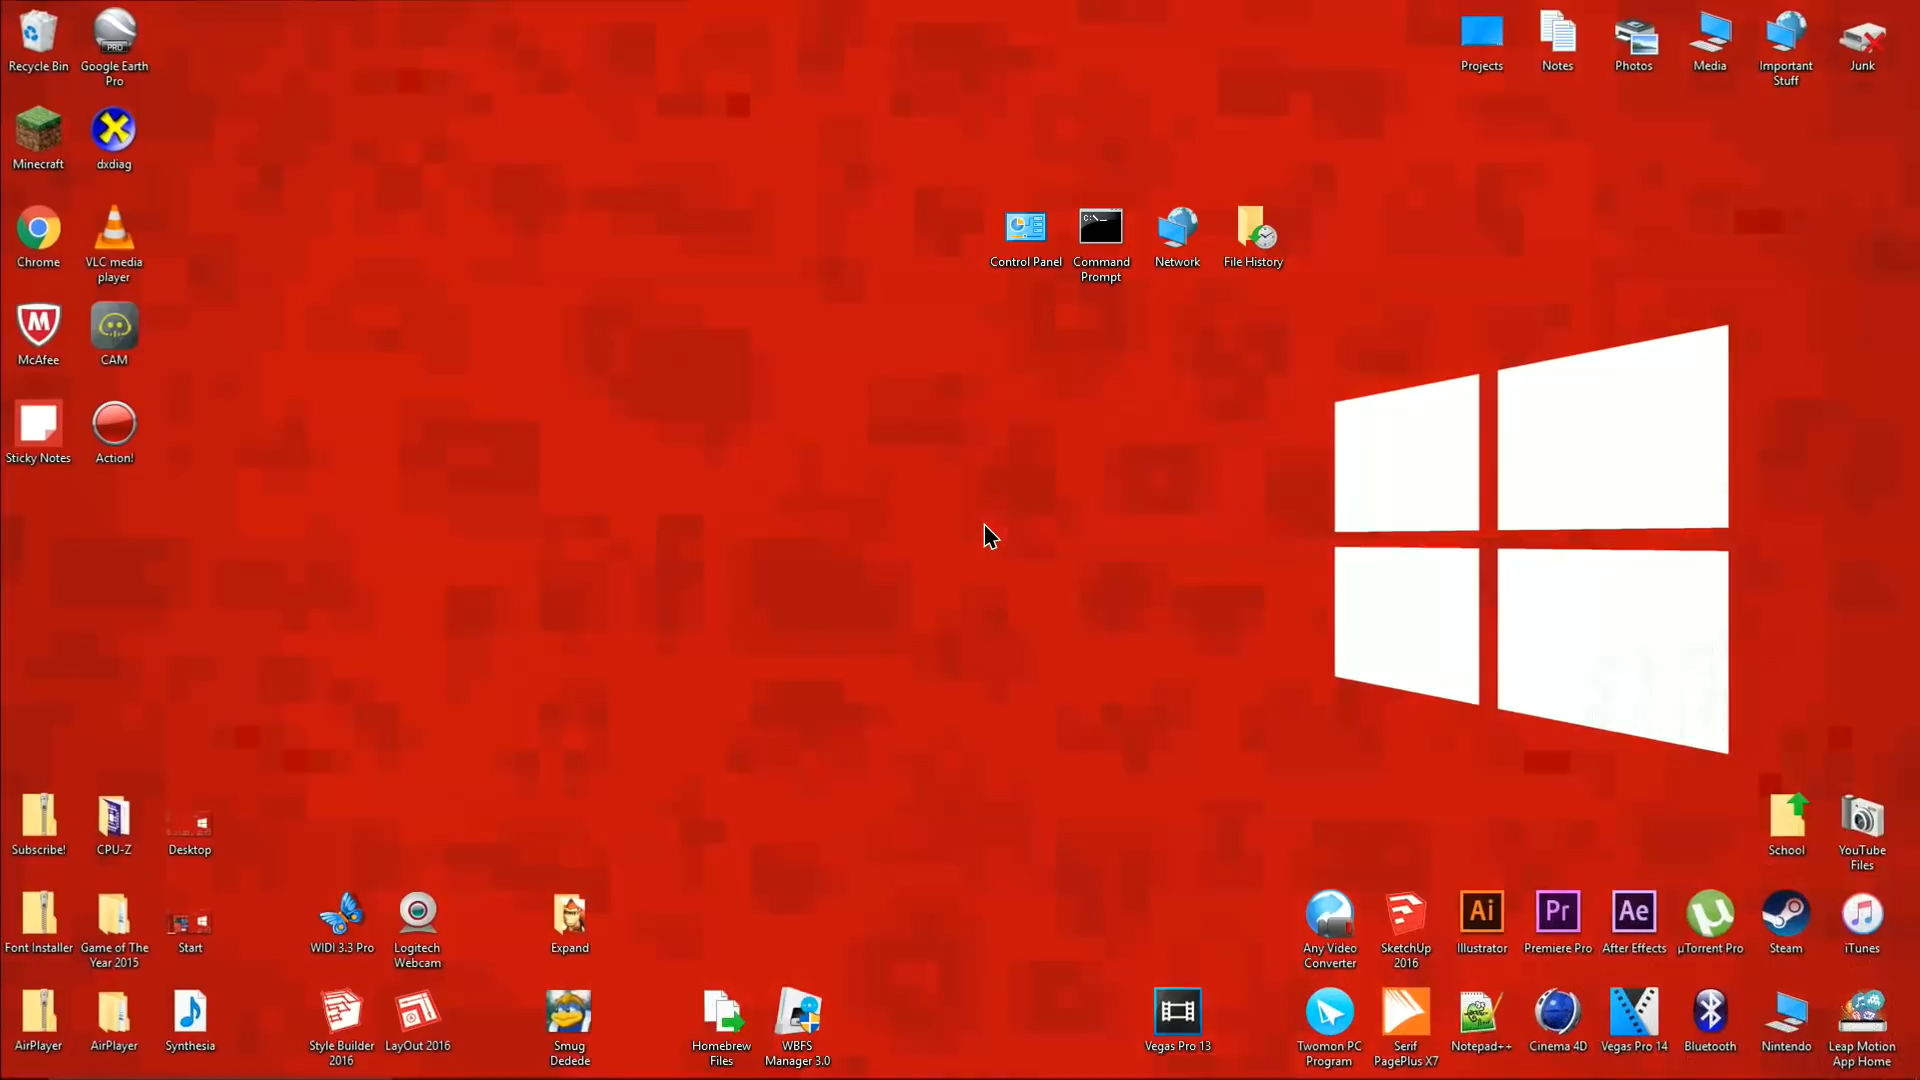 Recycle Bin
Google Earth
Pro
Projects
Notes
Photos
Media
Important
Stuff
Junk
Minecraft
dxdiag
Chrome
VLC media
player
Control Panel
Command
Prompt
Network
File History
McAfee
CAM
Sticky Notes
Action!
Subscribe!
CPU-Z
Desktop
School
YouTube
Files
Font Installer
Game of The
Year 2015
Start
WIDI 3.3 Pro
Logitech
Webcam
Expand
Any Video
Converter
SketchUp
2016
Ai
Illustrator
Pr
Premiere Pro
Ae
After Effects
µTorrent Pro
Steam
iTunes
AirPlayer
AirPlayer
Synthesia
Style Builder
2016
LayOut 2016
Smug
Dedede
Homebrew
Files
WBFS
Manager 3.0
Vegas Pro 13
Twomon PC
Program
Serif
PagePlus X7
Notepad++
Cinema 4D
Vegas Pro 14
Bluetooth
Nintendo
Leap Motion
App Home
PRO
C:\._